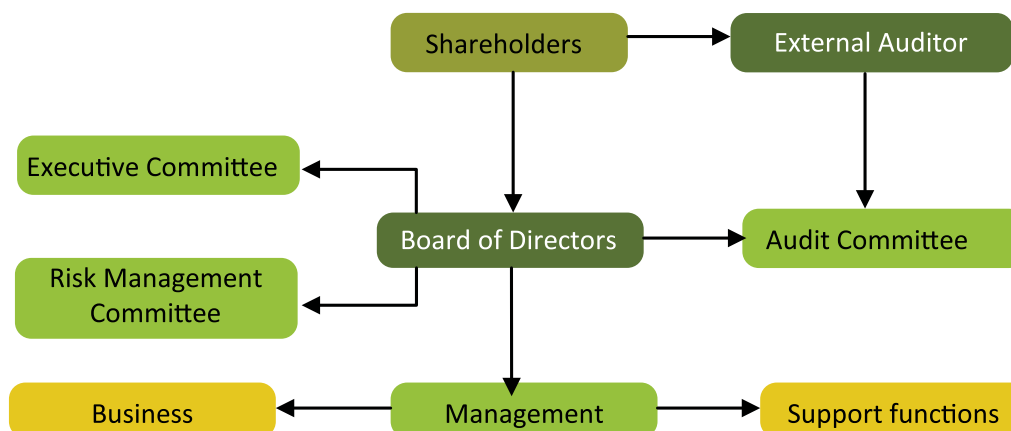 Shareholders
External Auditor
Executive Committee
Board of Directors
Audit Committee
Risk Management
Committee
Business
Management
Support functions